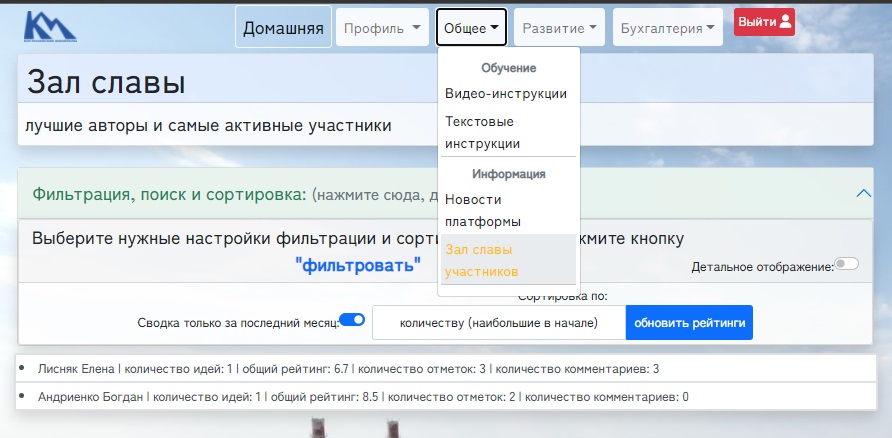 KM
Домашняя
Профиль
Общее
Развитие
Бухгалтерия
Выйти
Зал славы
лучшие авторы и самые активные участники
Обучение
Видео-инструкции
Текстовые
инструкции
Информация
Новости
платформы
Зал славы
участников
Фильтрация, поиск и сортировка: (нажмите сюда,
Выберите нужные настройки фильтрации и кнопку
"фильтровать"
Детальное отображение:
Сортировка по:
Сводка только за последний месяц:
количеству (наибольшие в начале)
обновить рейтинги
Лисняк Елена | количество идей: 1 | общий рейтинг: 6.7 | количество отметок: 3 | количество комментариев: 3
Андриенко Богдан | количество идей: 1 | общий рейтинг: 8.5 | количество отметок: 2 | количество комментариев: 0